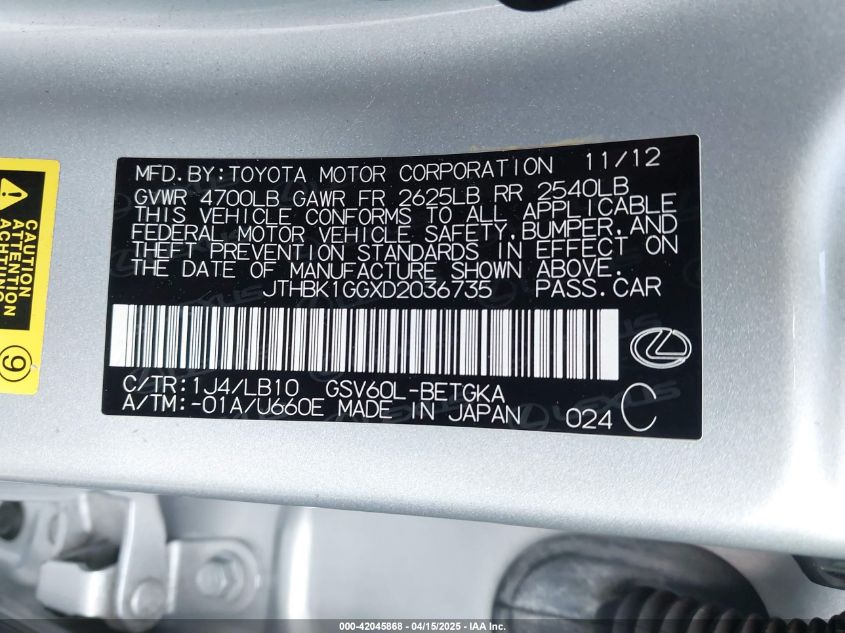 MFD.BY:TOYOTA MOTOR CORPORATION 11/12
GVWR 4700LB GAWR FR 2625LB RR 2540LB
THIS VEHICLE CONFORMS TO ALL APPLICABLE
FEDERAL MOTOR VEHICLE SAFETY,BUMPER,AND
THEFT PREVENTION STANDARDS IN EFFECT ON
THE DATE OF MANUFACTURE SHOWN ABOVE.
JTHBK1GGXD2036735 PASS.CAR
C/TR:1J4/LB10 GSV60L-BETGKA
A/TM:-01A/U660E MADE IN JAPAN 024 C
CAUTION
ATTENTION
ACHTUNG
9
000-42045868 - 04/15/2025 - IAA Inc.